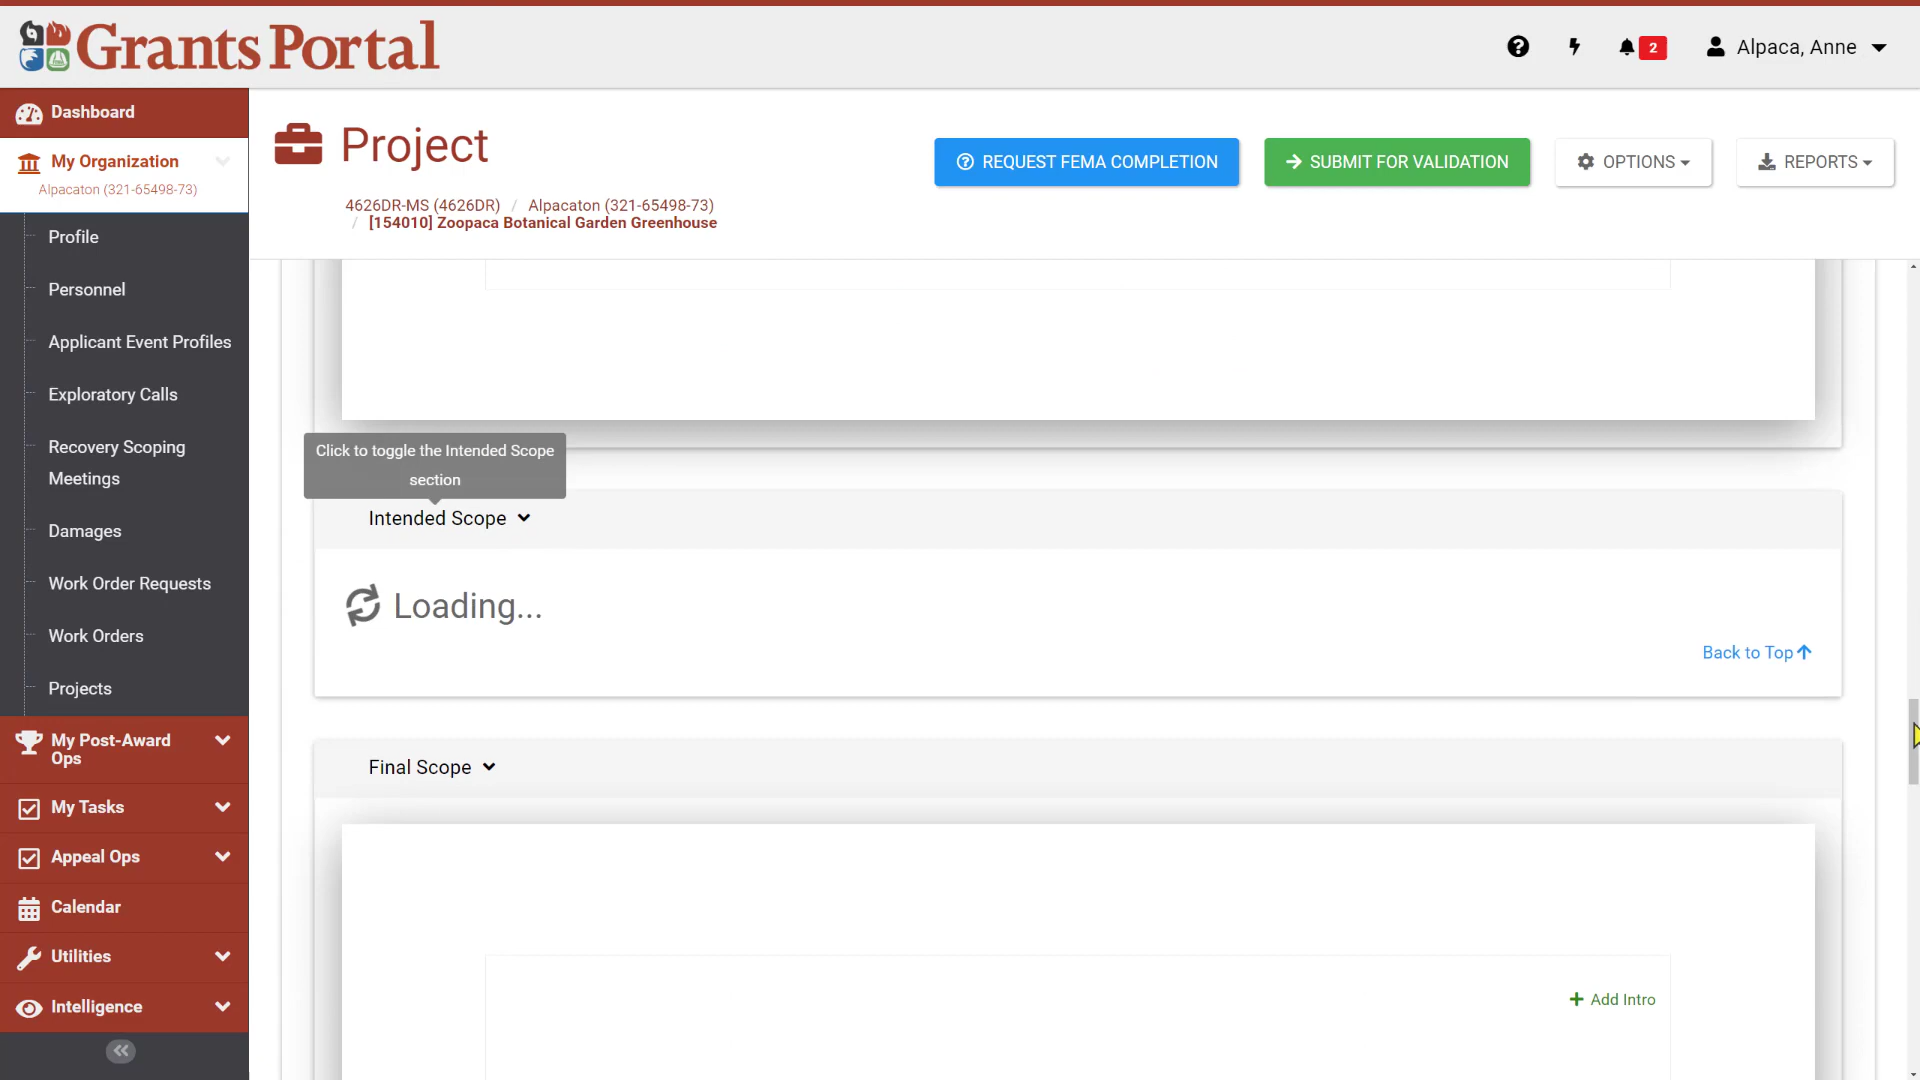 Grants Portal
2
Alpaca, Anne
Dashboard
My Organization
Alpacaton (321-65498-73)
Profile
Personnel
Applicant Event Profiles
Exploratory Calls
Recovery Scoping
Meetings
Damages
Work Order Requests
Work Orders
Projects
My Post-Award
Ops
My Tasks
Appeal Ops
Calendar
Utilities
Intelligence
Project
4626DR-MS (4626DR) / Alpacaton (321-65498-73)
/ [154010] Zoopaca Botanical Garden Greenhouse
REQUEST FEMA COMPLETION
SUBMIT FOR VALIDATION
OPTIONS
REPORTS
Click to toggle the Intended Scope
section
Intended Scope
Loading...
Back to Top
Final Scope
Add Intro